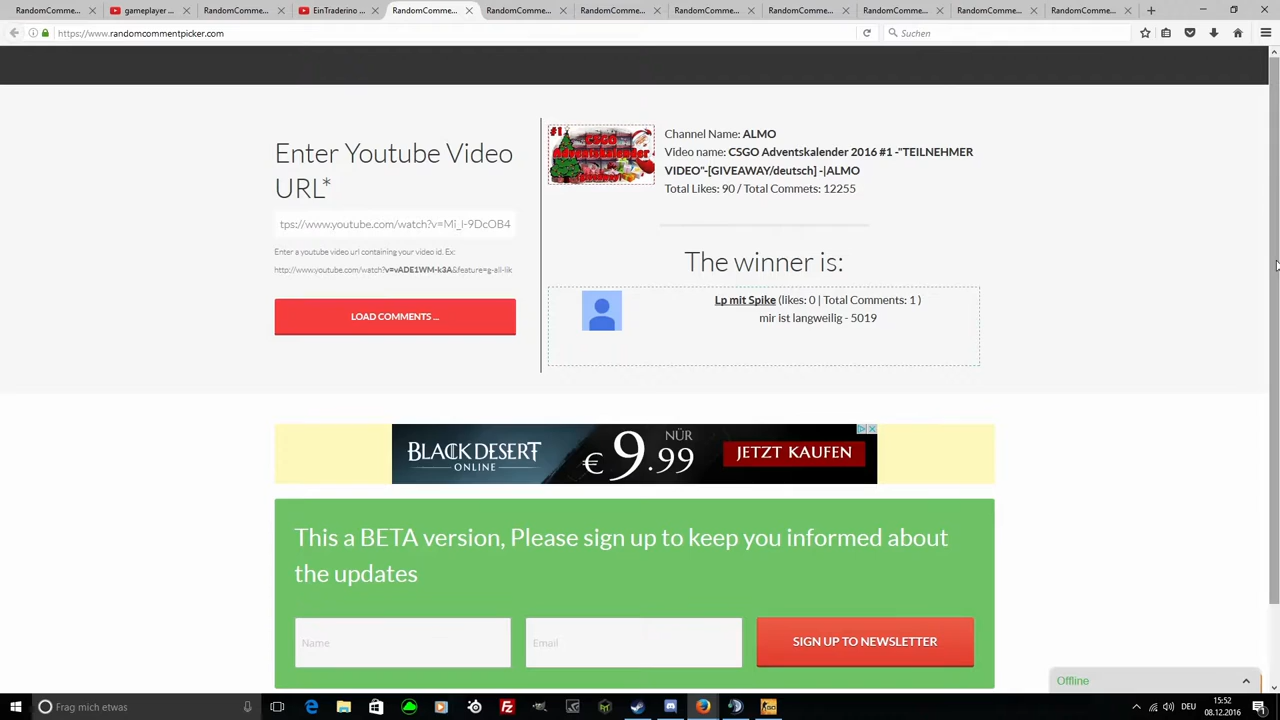 RandomComme...
gameplayer ...
RandomComme...
EinTraderino ...
RandomComme...
RandomComme...
RandomComme...
RandomComme...
RandomComme...
RandomComme...
RandomComme...
RandomComme...
https://www.randomcommentpicker.com
Suchen
Enter Youtube Video
URL*
tps://www.youtube.com/watch?v=Mi_l-9DcOB4
Enter a youtube video url containing your video id. Ex:
http://www.youtube.com/watch?v=vADE1WM-k3A&feature=g-all-lik
LOAD COMMENTS ...
#1
CSGO
Adventskalender
Channel Name: ALMO
Video name: CSGO Adventskalender 2016 #1 -"TEILNEHMER
VIDEO"-[GIVEAWAY/deutsch] -|ALMO
Total Likes: 90 / Total Commets: 12255
The winner is:
Lp mit Spike (likes: 0 | Total Comments: 1 )
mir ist langweilig - 5019
BLACK DESERT
ONLINE
NUR
€ 9.99
JETZT KAUFEN
This a BETA version, Please sign up to keep you informed about
the updates
Name
Email
SIGN UP TO NEWSLETTER
Offline
Frag mich etwas
DEU
15:52
08.12.2016